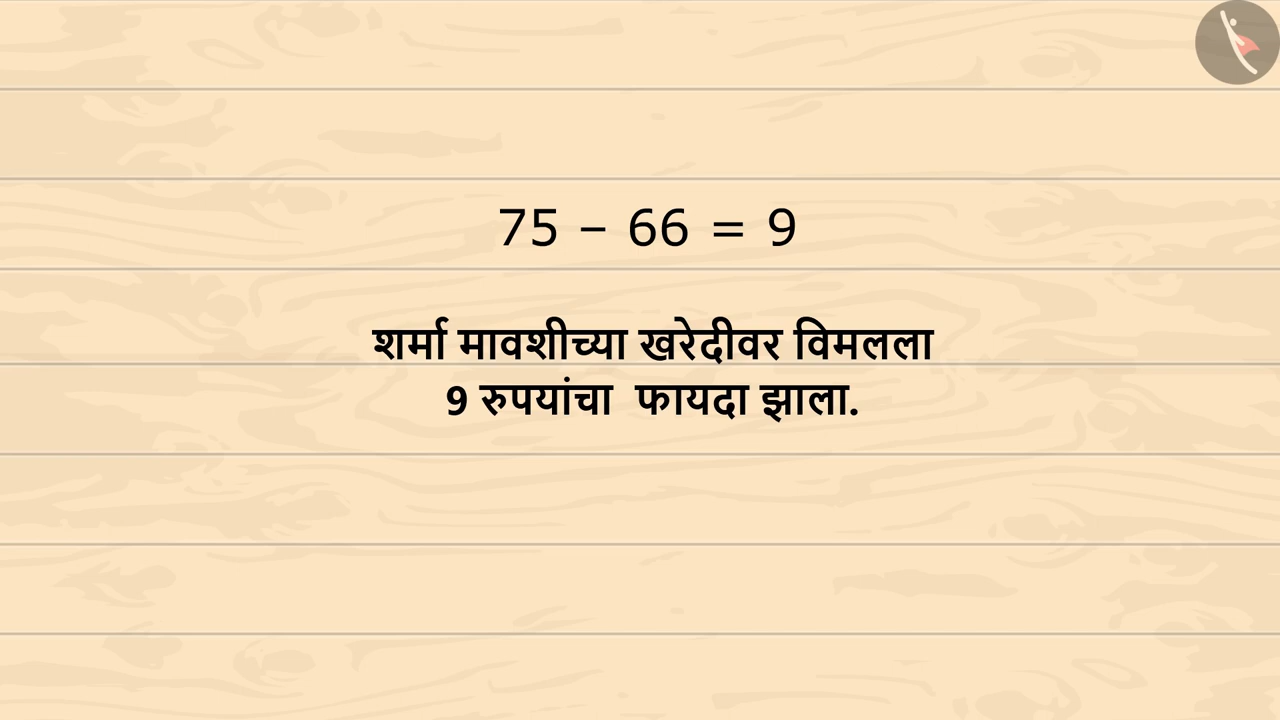 75 – 66 = 9
शर्मा मावशीच्या खरेदीवर विमलला
9 रुपयांचा फायदा झाला.